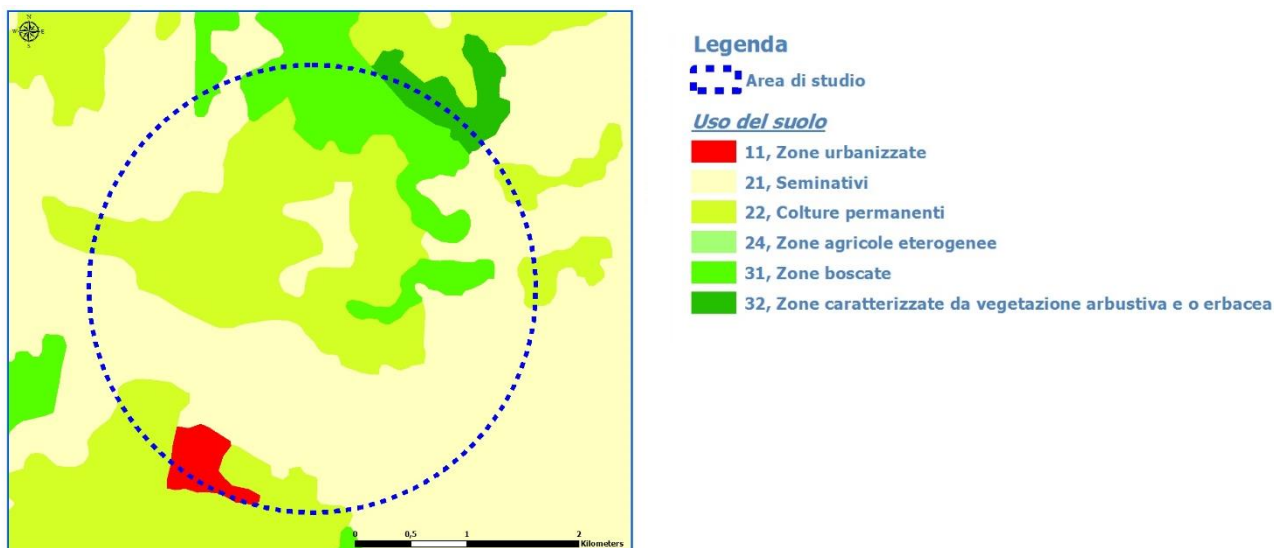 N
W E
S
Legenda
Area di studio
Uso del suolo
11, Zone urbanizzate
21, Seminativi
22, Colture permanenti
24, Zone agricole eterogenee
31, Zone boscate
32, Zone caratterizzate da vegetazione arbustiva e o erbacea
0 0,5 1 2
Kilometers